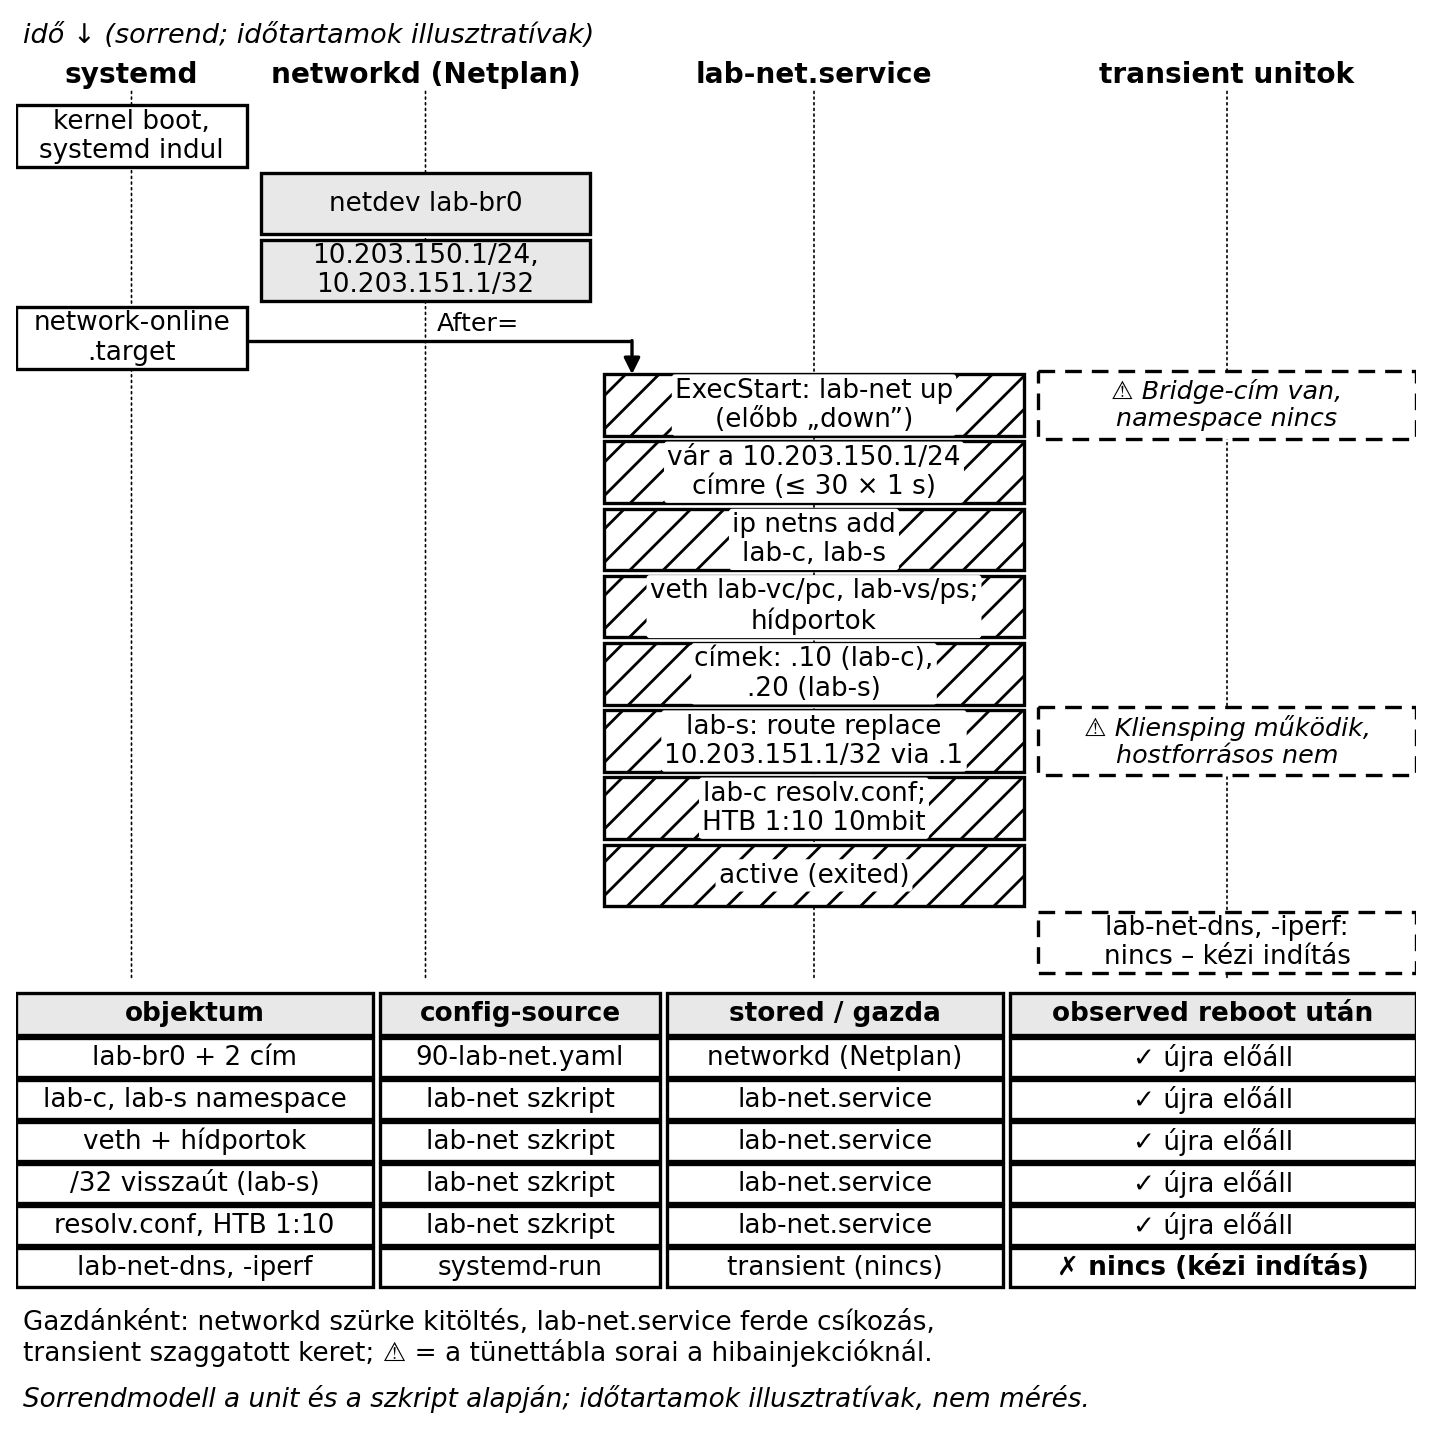 idő ↓ (sorrend; időtartamok illusztratívak)
systemd networkd (Netplan) lab-net.service transient unitok
kernel boot,
systemd indul
netdev lab-br0
10.203.150.1/24,
10.203.151.1/32
network-online
.target
After=
ExecStart: lab-net up
(előbb „down”)
⚠ Bridge-cím van,
namespace nincs
vár a 10.203.150.1/24
címre (≤ 30 × 1 s)
ip netns add
lab-c, lab-s
veth lab-vc/pc, lab-vs/ps;
hídportok
címek: .10 (lab-c),
.20 (lab-s)
lab-s: route replace
10.203.151.1/32 via .1
⚠ Kliensping működik,
hostforrásos nem
lab-c resolv.conf;
HTB 1:10 10mbit
active (exited)
lab-net-dns, -iperf:
nincs – kézi indítás
objektum config-source stored / gazda observed reboot után
lab-br0 + 2 cím 90-lab-net.yaml networkd (Netplan) ✓ újra előáll
lab-c, lab-s namespace lab-net szkript lab-net.service ✓ újra előáll
veth + hídportok lab-net szkript lab-net.service ✓ újra előáll
/32 visszaút (lab-s) lab-net szkript lab-net.service ✓ újra előáll
resolv.conf, HTB 1:10 lab-net szkript lab-net.service ✓ újra előáll
lab-net-dns, -iperf systemd-run transient (nincs) ✗ nincs (kézi indítás)
Gazdánként: networkd szürke kitöltés, lab-net.service ferde csíkozás,
transient szaggatott keret; ⚠ = a tünettábla sorai a hibainjekcióknál.
Sorrendmodell a unit és a szkript alapján; időtartamok illusztratívak, nem mérés.